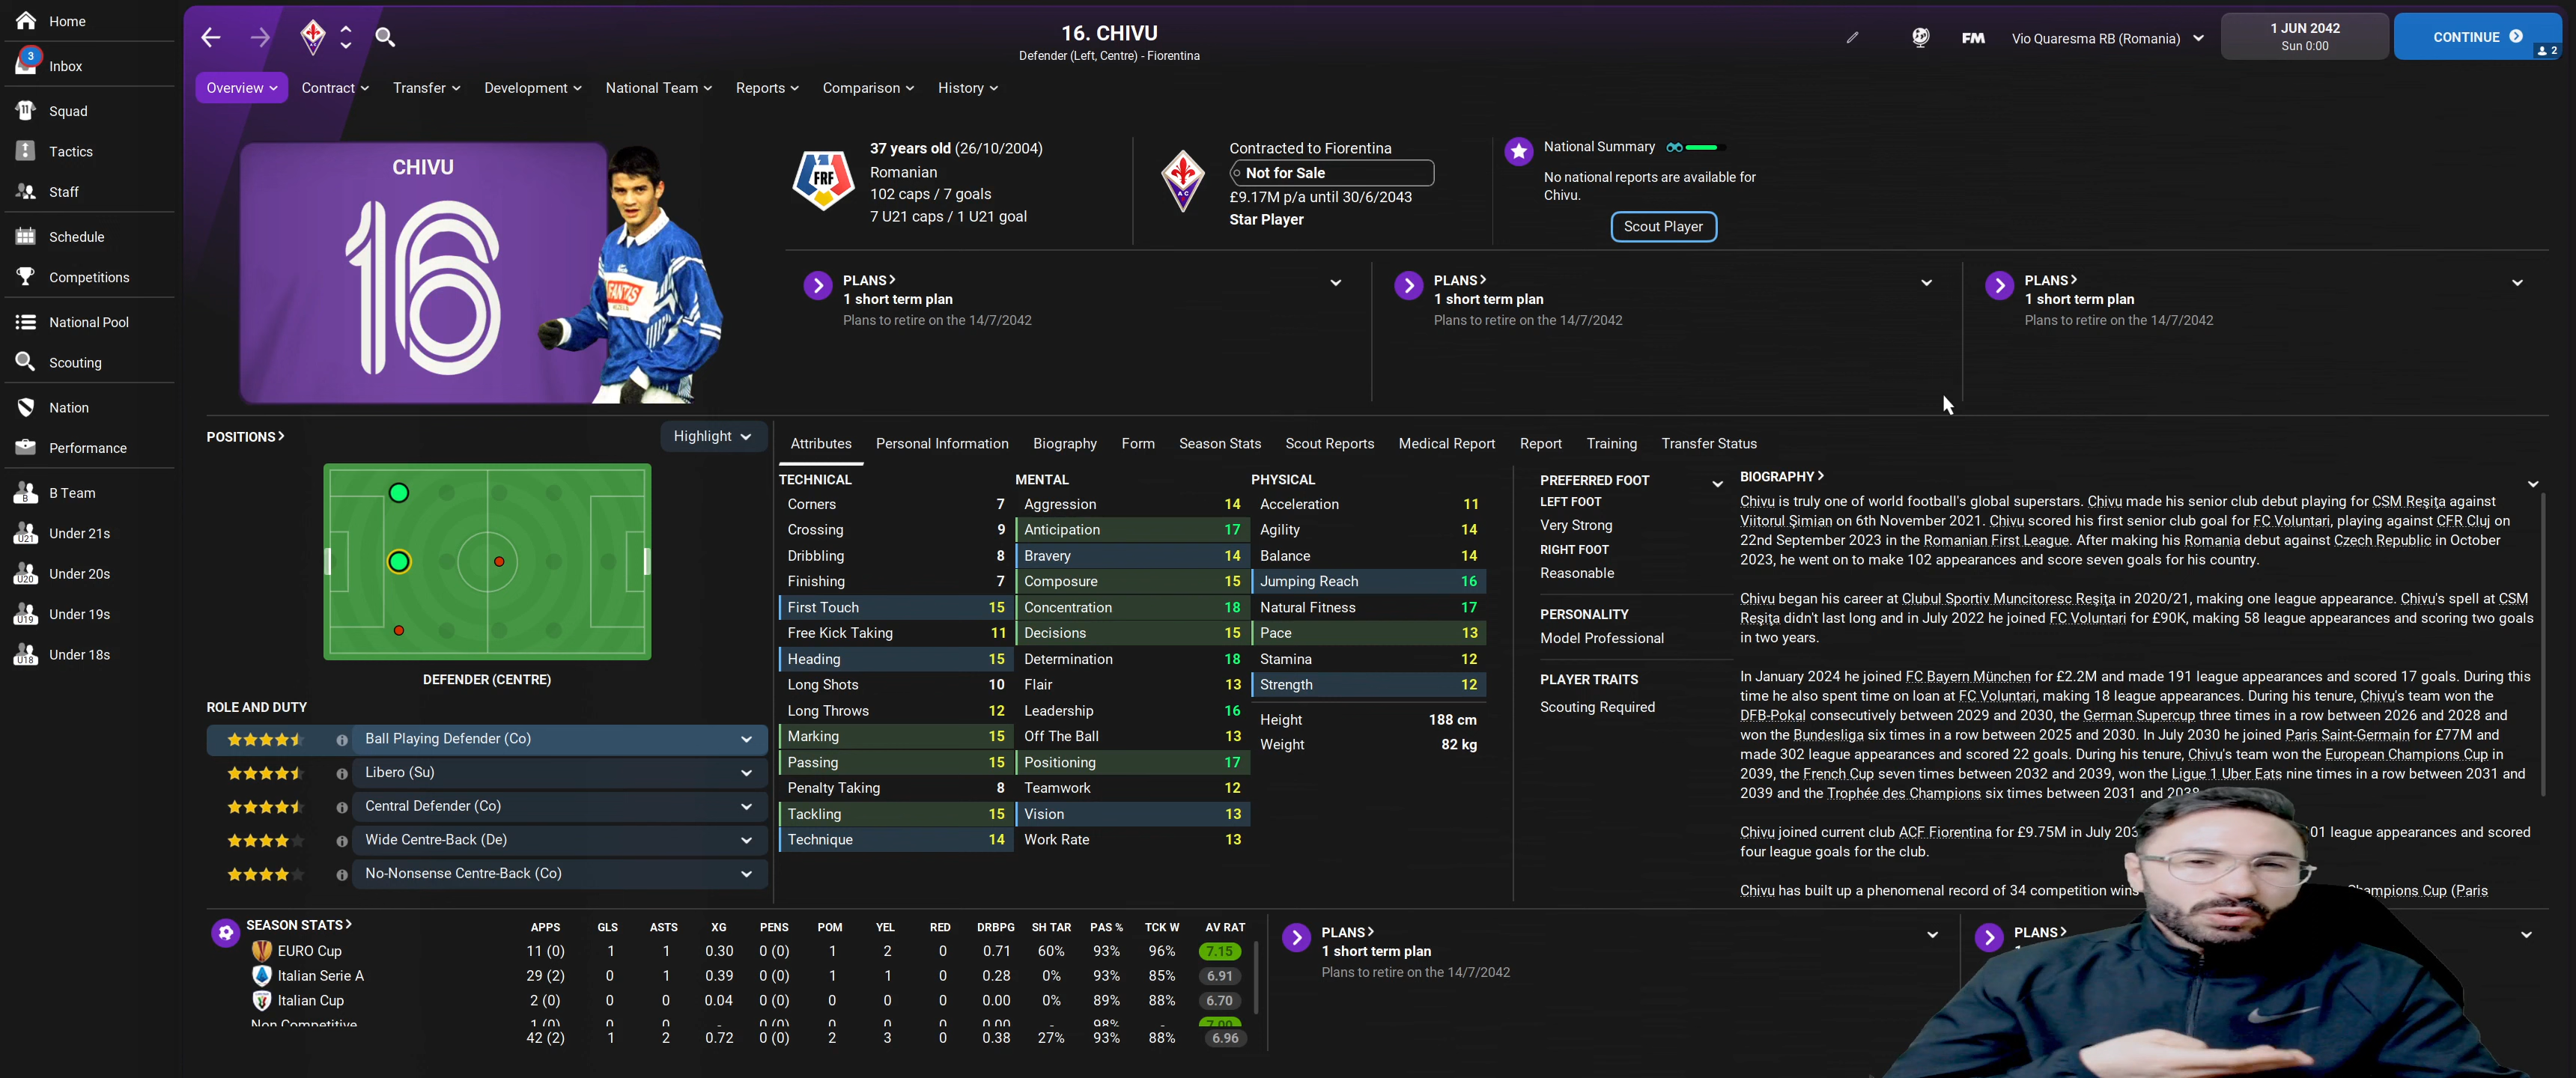 Home
3
Inbox
Squad
Tactics
Staff
Schedule
Competitions
National Pool
Scouting
Nation
Performance
B
B Team
U21
Under 21s
U20
Under 20s
U19
Under 19s
U18
Under 18s
16. CHIVU
Defender (Left, Centre) - Fiorentina
FM
Vio Quaresma RB (Romania)
1 JUN 2042
Sun 0:00
CONTINUE
2
Overview
Contract
Transfer
Development
National Team
Reports
Comparison
History
CHIVU
16
FRF
37 years old (26/10/2004)
Romanian
102 caps / 7 goals
7 U21 caps / 1 U21 goal
Contracted to Fiorentina
Not for Sale
£9.17M p/a until 30/6/2043
Star Player
National Summary
No national reports are available for
Chivu.
Scout Player
PLANS
1 short term plan
Plans to retire on the 14/7/2042
PLANS
1 short term plan
Plans to retire on the 14/7/2042
PLANS
1 short term plan
Plans to retire on the 14/7/2042
POSITIONS
Highlight
DEFENDER (CENTRE)
ROLE AND DUTY
Ball Playing Defender (Co)
Libero (Su)
Central Defender (Co)
Wide Centre-Back (De)
No-Nonsense Centre-Back (Co)
Attributes
Personal Information
Biography
Form
Season Stats
Scout Reports
Medical Report
Report
Training
Transfer Status
TECHNICAL
Corners 7
Crossing 9
Dribbling 8
Finishing 7
First Touch 15
Free Kick Taking 11
Heading 15
Long Shots 10
Long Throws 12
Marking 15
Passing 15
Penalty Taking 8
Tackling 15
Technique 14
MENTAL
Aggression 14
Anticipation 17
Bravery 14
Composure 15
Concentration 18
Decisions 15
Determination 18
Flair 13
Leadership 16
Off The Ball 13
Positioning 17
Teamwork 12
Vision 13
Work Rate 13
PHYSICAL
Acceleration 11
Agility 14
Balance 14
Jumping Reach 16
Natural Fitness 17
Pace 13
Stamina 12
Strength 12
Height 188 cm
Weight 82 kg
PREFERRED FOOT
LEFT FOOT
Very Strong
RIGHT FOOT
Reasonable
PERSONALITY
Model Professional
PLAYER TRAITS
Scouting Required
BIOGRAPHY
Chivu is truly one of world football's global superstars. Chivu made his senior club debut playing for CSM Reşiţa against
Viitorul Şimian on 6th November 2021. Chivu scored his first senior club goal for FC Voluntari, playing against CFR Cluj on
22nd September 2023 in the Romanian First League. After making his Romania debut against Czech Republic in October
2023, he went on to make 102 appearances and score seven goals for his country.
Chivu began his career at Clubul Sportiv Muncitoresc Reşiţa in 2020/21, making one league appearance. Chivu's spell at CSM
Reşiţa didn't last long and in July 2022 he joined FC Voluntari for £90K, making 58 league appearances and scoring two goals
in two years.
In January 2024 he joined FC Bayern München for £2.2M and made 191 league appearances and scored 17 goals. During this
time he also spent time on loan at FC Voluntari, making 18 league appearances. During his tenure, Chivu's team won the
DFB-Pokal consecutively between 2029 and 2030, the German Supercup three times in a row between 2026 and 2028 and
won the Bundesliga six times in a row between 2025 and 2030. In July 2030 he joined Paris Saint-Germain for £77M and
made 302 league appearances and scored 22 goals. During his tenure, Chivu's team won the European Champions Cup in
2039, the French Cup seven times between 2032 and 2039, won the Ligue 1 Uber Eats nine times in a row between 2031 and
2039 and the Trophée des Champions six times between 2031 and 2038
Chivu joined current club ACF Fiorentina for £9.75M in July 203 01 league appearances and scored
four league goals for the club.
Chivu has built up a phenomenal record of 34 competition wins Champions Cup (Paris
SEASON STATS APPS GLS ASTS XG PENS POM YEL RED DRBPG SH TAR PAS % TCK W AV RAT
EURO Cup 11 (0) 1 1 0.30 0 (0) 1 2 0 0.71 60% 93% 96% 7.15
Italian Serie A 29 (2) 0 1 0.39 0 (0) 1 1 0 0.28 0% 93% 85% 6.91
Italian Cup 2 (0) 0 0 0.04 0 (0) 0 0 0 0.00 0% 89% 88% 6.70
Non Competitive 1 (0) 0 0 - 0 (0) 0 0 0 0.00 - 98% - 7.00
42 (2) 1 2 0.72 0 (0) 2 3 0 0.38 27% 93% 88% 6.96
PLANS
1 short term plan
Plans to retire on the 14/7/2042
PLANS